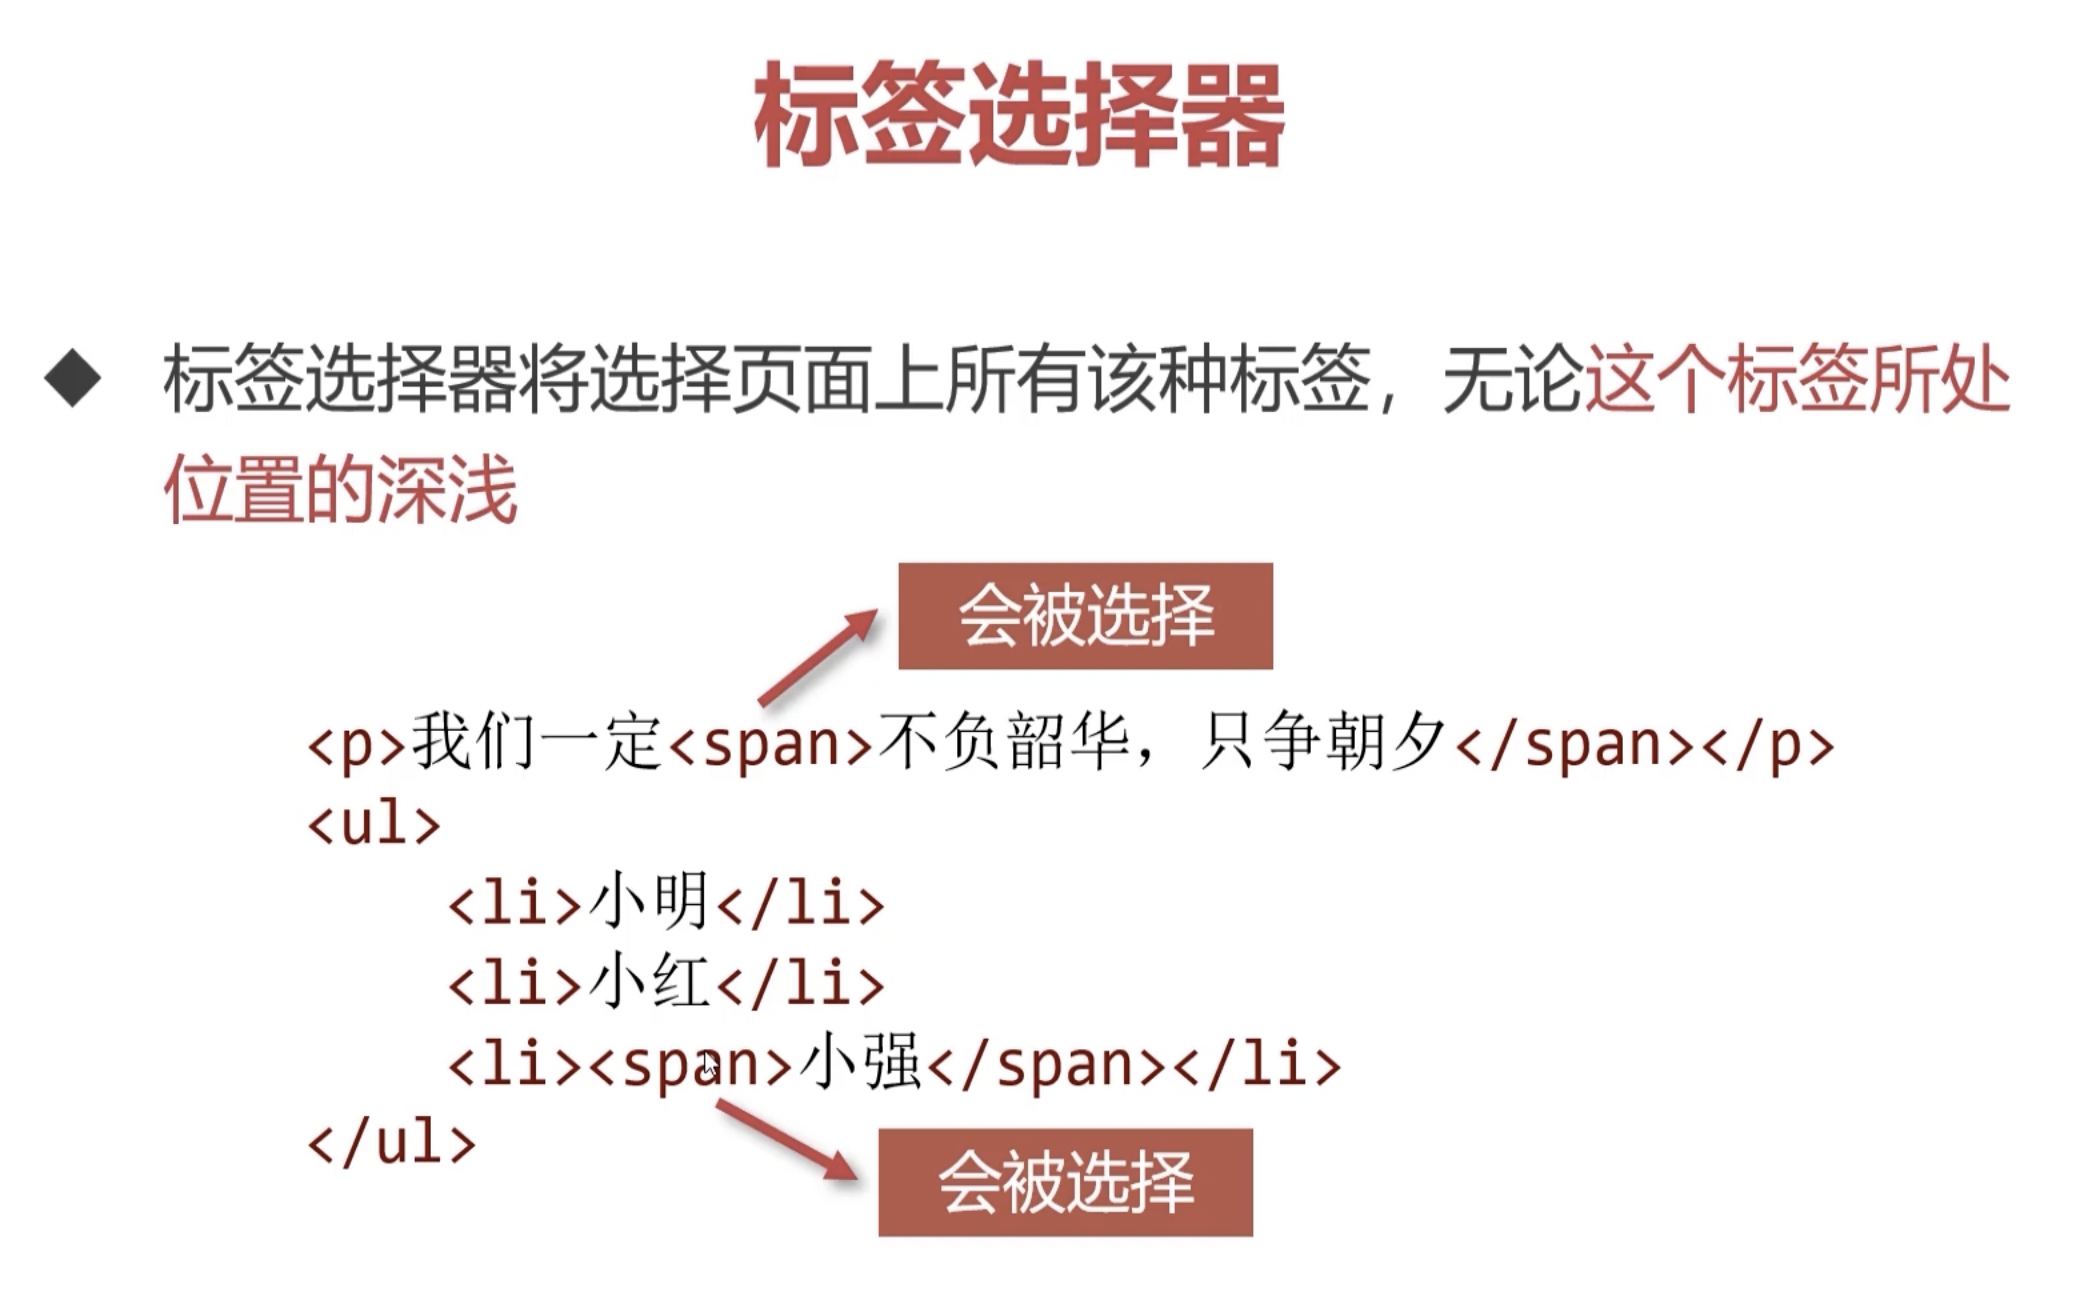 标签选择器
◆ 标签选择器将选择页面上所有该种标签，无论这个标签所处
位置的深浅
会被选择
<p>我们一定<span>不负韶华，只争朝夕</span></p>
<ul>
<li>小明</li>
<li>小红</li>
<li><span>小强</span></li>
</ul>
会被选择